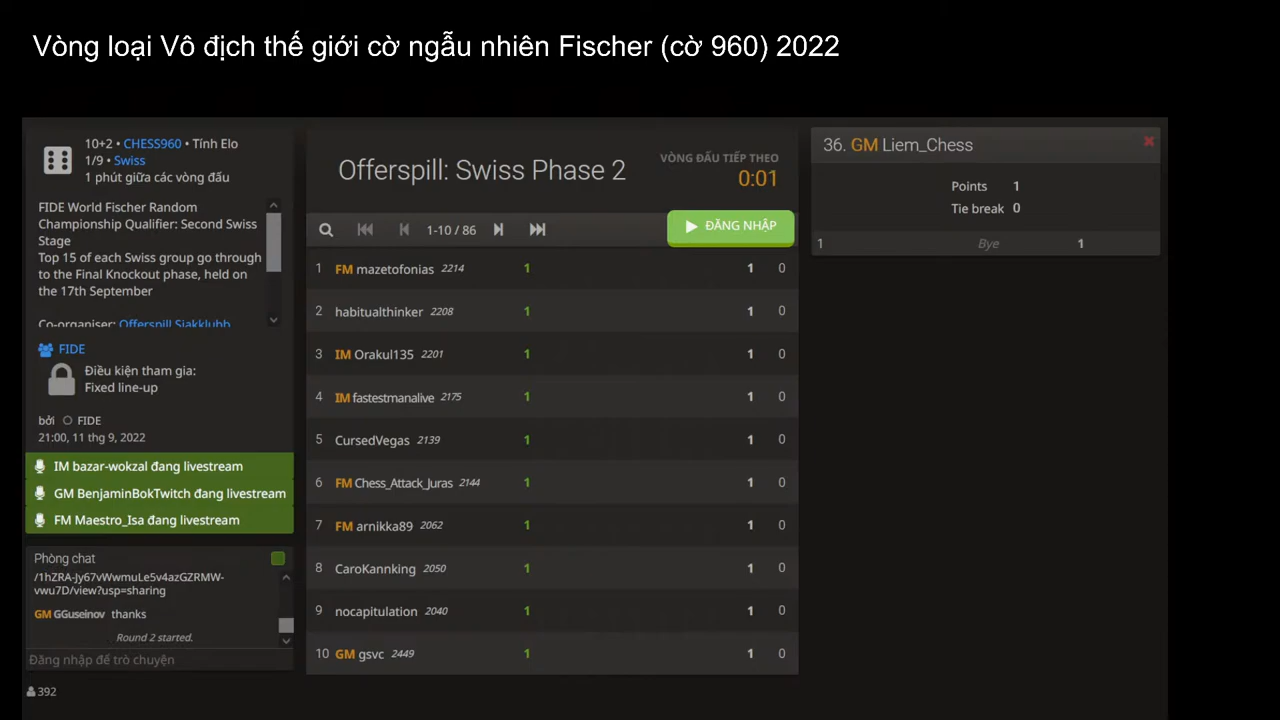 Vòng loại Vô địch thế giới cờ ngẫu nhiên Fischer (cờ 960) 2022
10+2 • CHESS960 • Tính Elo
1/9 • Swiss
1 phút giữa các vòng đấu
FIDE World Fischer Random
Championship Qualifier: Second Swiss
Stage
Top 15 of each Swiss group go through
to the Final Knockout phase, held on
the 17th September
Co-organiser: Offerspill Sjakklubb
FIDE
Điều kiện tham gia:
Fixed line-up
bởi FIDE
21:00, 11 thg 9, 2022
IM bazar-wokzal đang livestream
GM BenjaminBokTwitch đang livestream
FM Maestro_Isa đang livestream
Phòng chat
/1hZRA-Jy67vWwmuLe5v4azGZRMW-
vwu7D/view?usp=sharing
GM GGuseinov thanks
Round 2 started.
Đăng nhập để trò chuyện
392
Offerspill: Swiss Phase 2
VÒNG ĐẤU TIẾP THEO
0:01
1-10 / 86
ĐĂNG NHẬP
1 FM mazetofonias 2214 1 1 0
2 habitualthinker 2208 1 1 0
3 IM Orakul135 2201 1 1 0
4 IM fastestmanalive 2175 1 1 0
5 CursedVegas 2139 1 1 0
6 FM Chess_Attack_Juras 2144 1 1 0
7 FM arnikka89 2062 1 1 0
8 CaroKannking 2050 1 1 0
9 nocapitulation 2040 1 1 0
10 GM gsvc 2449 1 1 0
36. GM Liem_Chess
Points 1
Tie break 0
1 Bye 1